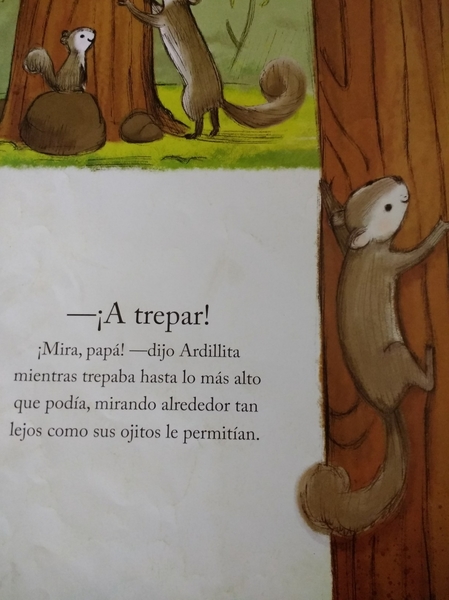 —¡A trepar!
¡Mira, papá! —dijo Ardillita
mientras trepaba hasta lo más alto
que podía, mirando alrededor tan
lejos como sus ojitos le permitían.